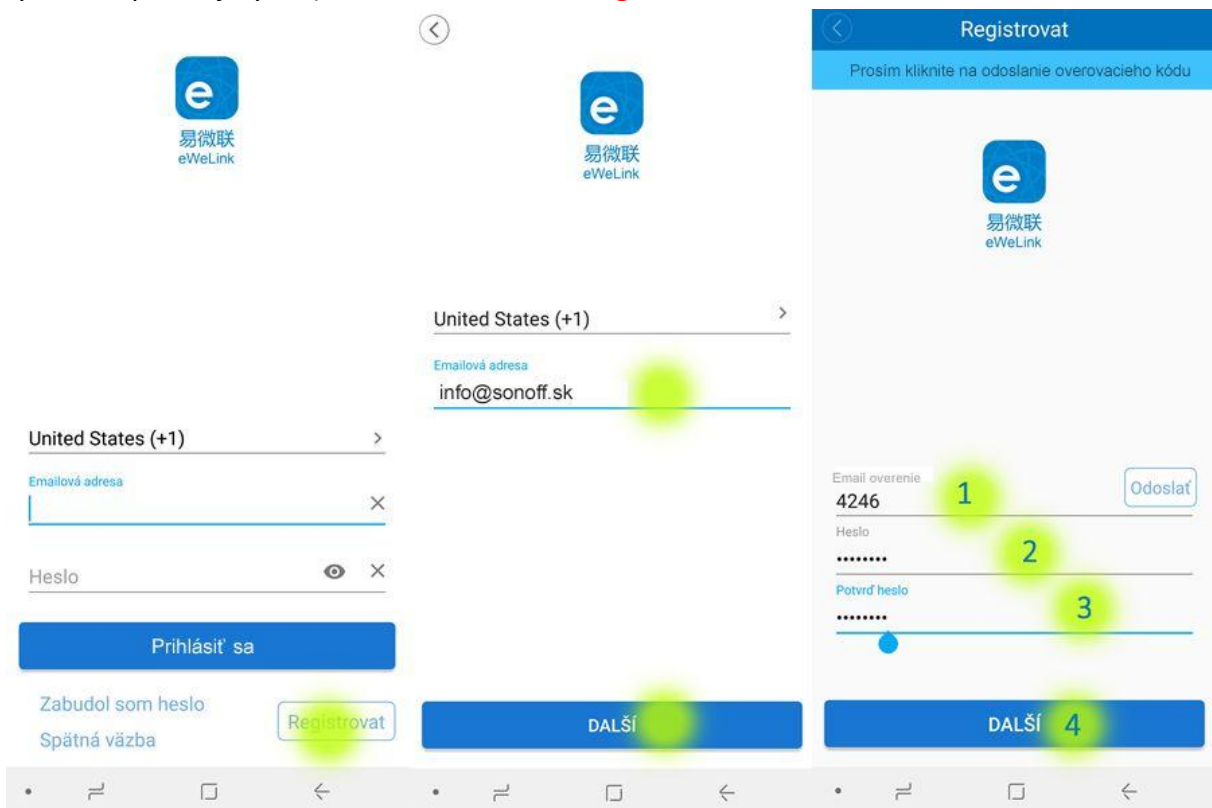 易微联
eWeLink
United States (+1)
Emailová adresa
Heslo
Prihlásiť sa
Zabudol som heslo
Registrovat
Spätná väzba
易微联
eWeLink
United States (+1)
Emailová adresa
info@sonoff.sk
DALŠÍ
Registrovat
Prosím kliknite na odoslanie overovacieho kódu
易微联
eWeLink
Email overenie
4246
1
Odoslať
Heslo
••••••••
2
Potvrď heslo
••••••••
3
DALŠÍ 4